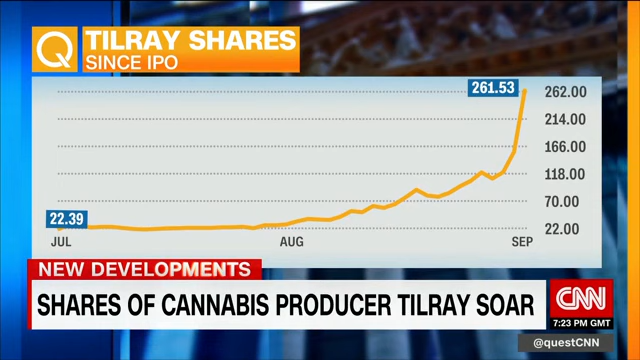 Q
TILRAY SHARES
SINCE IPO
261.53
262.00
214.00
166.00
118.00
70.00
22.39
22.00
JUL
AUG
SEP
NEW DEVELOPMENTS
SHARES OF CANNABIS PRODUCER TILRAY SOAR
CNN
7:23 PM GMT
@questCNN